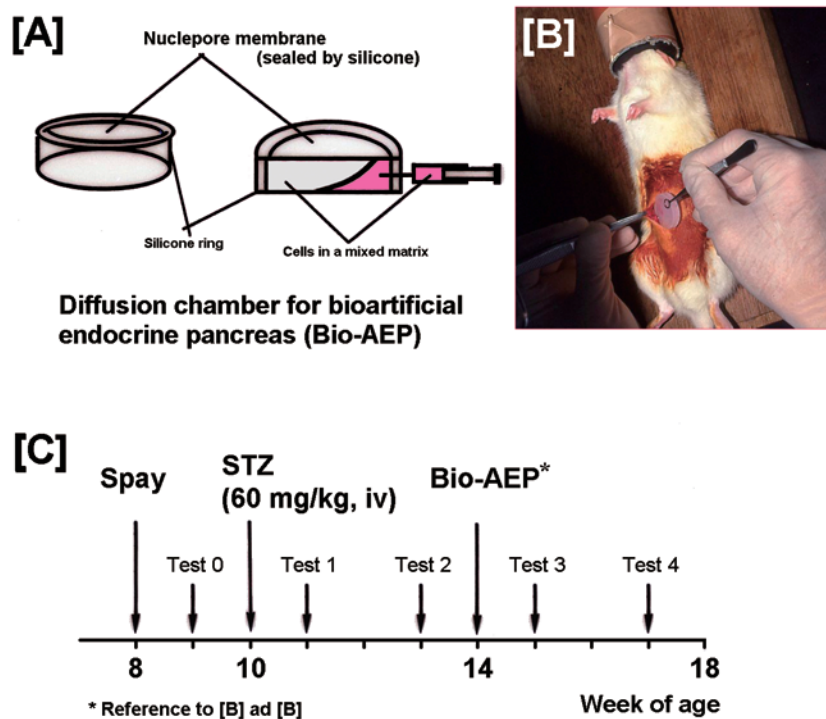 [A]
Nuclepore membrane
(sealed by silicone)
Silicone ring
Cells in a mixed matrix
Diffusion chamber for bioartificial
endocrine pancreas (Bio-AEP)
[B]
[C]
Spay
STZ
(60 mg/kg, iv)
Bio-AEP*
Test 0
Test 1
Test 2
Test 3
Test 4
8
10
14
18
* Reference to [B] ad [B]
Week of age